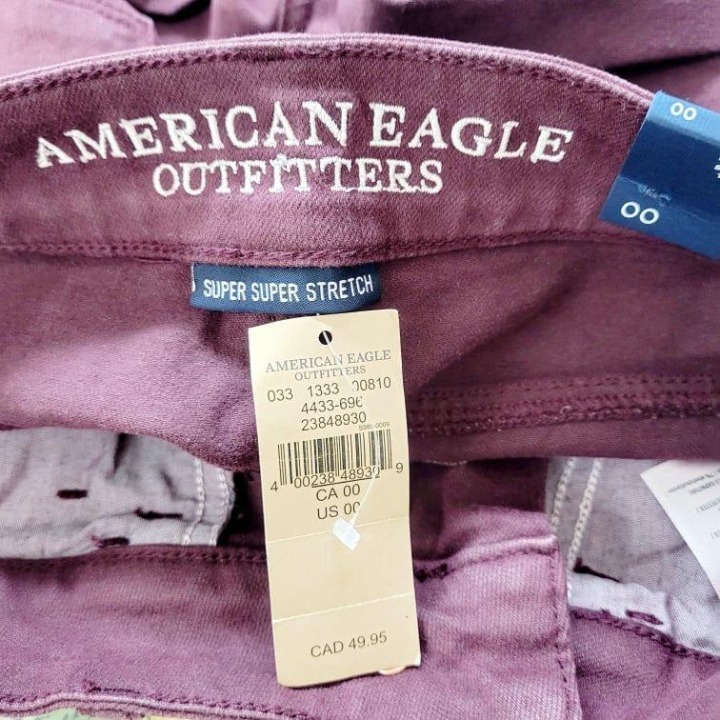 AMERICAN EAGLE
OUTFITTERS
00
00
SUPER SUPER STRETCH
AMERICAN EAGLE
OUTFITTERS
033 1333 00810
4433-696
23848930
4 00238 48930 9
CA 00
US 00
CAD 49.95